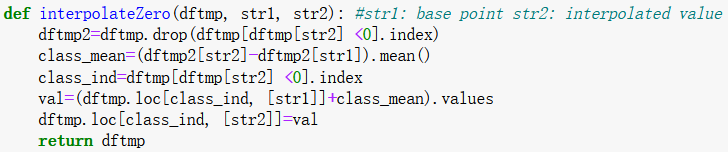 def interpolateZero(dftmp, str1, str2): #str1: base point str2: interpolated value
    dftmp2=dftmp.drop(dftmp[dftmp[str2] <0].index)
    class_mean=(dftmp2[str2]-dftmp2[str1]).mean()
    class_ind=dftmp[dftmp[str2] <0].index
    val=(dftmp.loc[class_ind, [str1]]+class_mean).values
    dftmp.loc[class_ind, [str2]]=val
    return dftmp